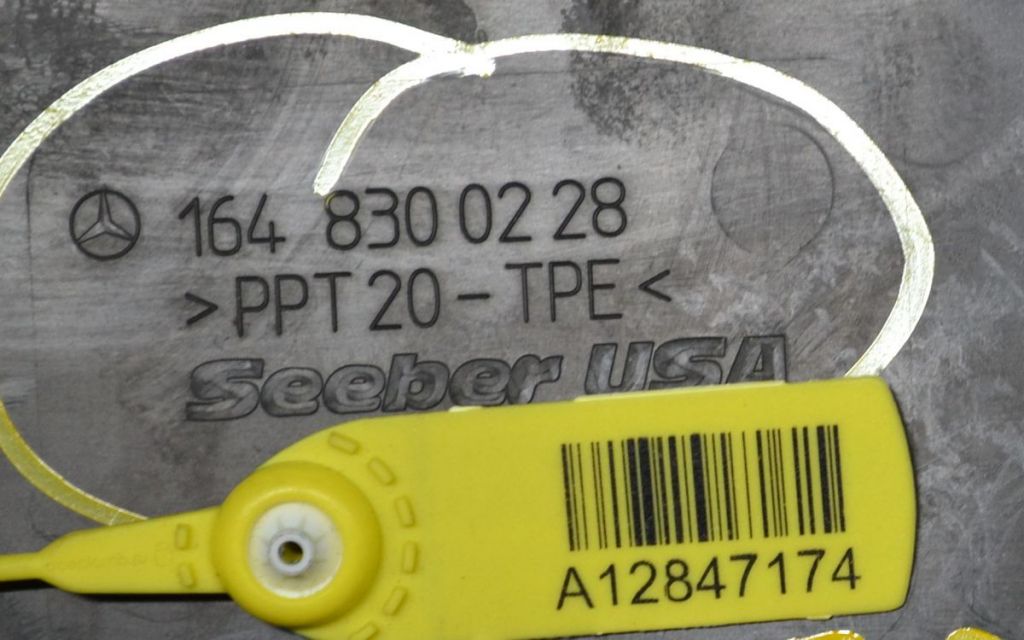 164 830 02 28
>PPT 20-TPE<
Seeber USA
A12847174